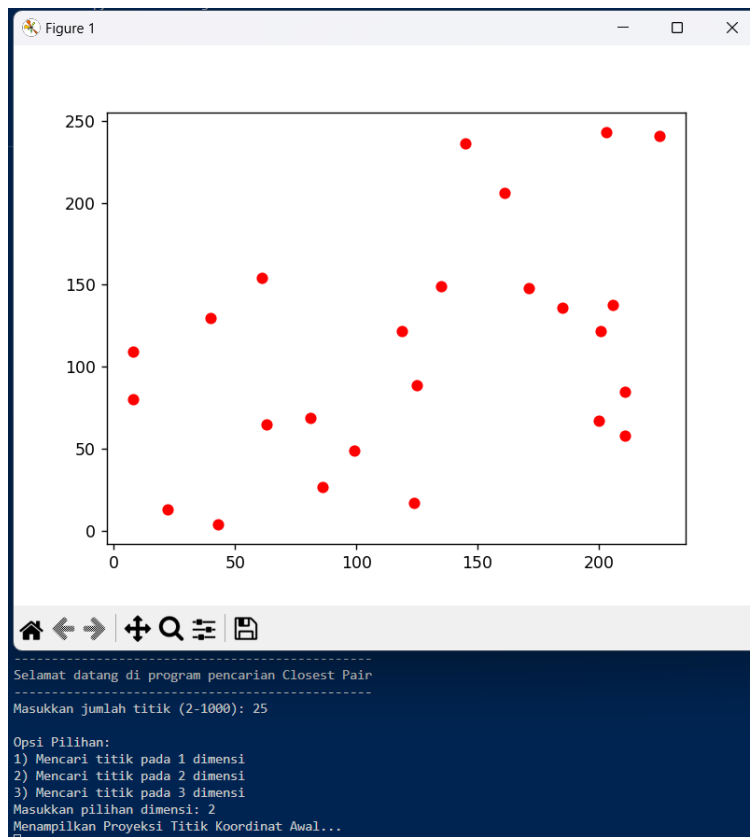 Figure 1
250
200
150
100
50
0
0 50 100 150 200
-----------------------------------------------
Selamat datang di program pencarian Closest Pair
-----------------------------------------------
Masukkan jumlah titik (2-1000): 25
Opsi Pilihan:
1) Mencari titik pada 1 dimensi
2) Mencari titik pada 2 dimensi
3) Mencari titik pada 3 dimensi
Masukkan pilihan dimensi: 2
Menampilkan Proyeksi Titik Koordinat Awal...